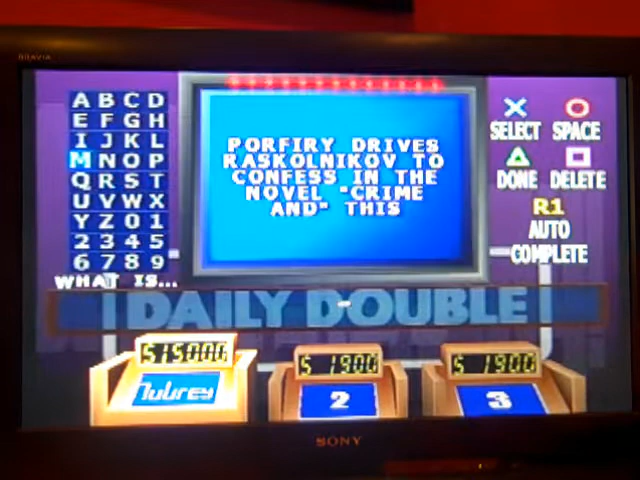 BRAVIA
A B C D
E F G H
I J K L
M N O P
Q R S T
U V W X
Y Z 0 1
2 3 4 5
6 7 8 9
WHAT IS...
PORFIRY DRIVES
RASKOLNIKOV TO
CONFESS IN THE
NOVEL "CRIME
AND" THIS
SELECT SPACE
DONE DELETE
R1
AUTO
COMPLETE
DAILY DOUBLE
$15000
$ 1900
$ 1900
2
3
SONY